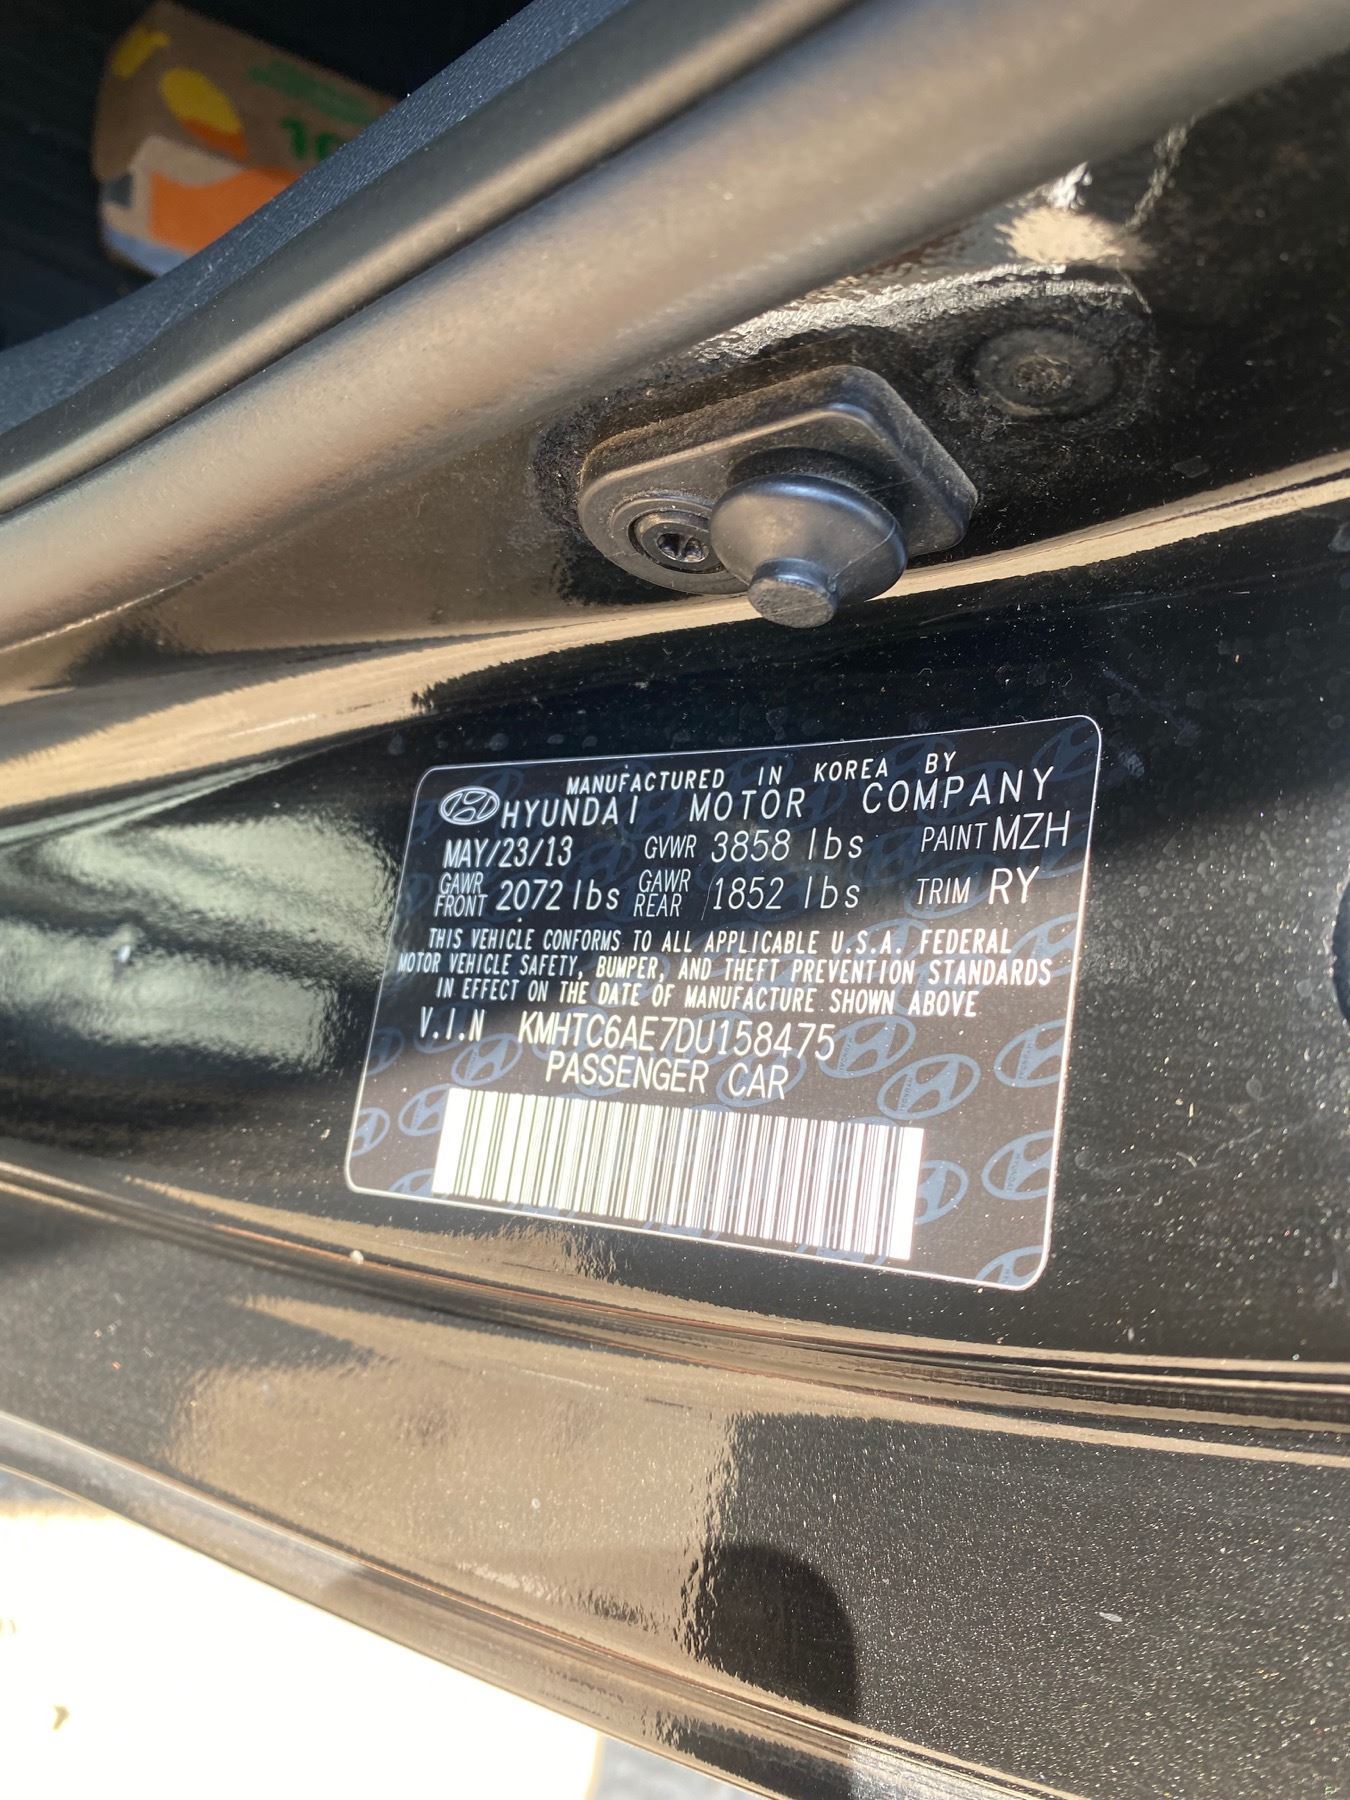 10
MANUFACTURED IN KOREA BY
HYUNDAI MOTOR COMPANY
MAY/23/13 GVWR 3858 lbs PAINT MZH
GAWR FRONT 2072 lbs GAWR REAR 1852 lbs TRIM RY
THIS VEHICLE CONFORMS TO ALL APPLICABLE U.S.A. FEDERAL
MOTOR VEHICLE SAFETY, BUMPER, AND THEFT PREVENTION STANDARDS
IN EFFECT ON THE DATE OF MANUFACTURE SHOWN ABOVE
V.I.N KMHTC6AE7DU158475
PASSENGER CAR